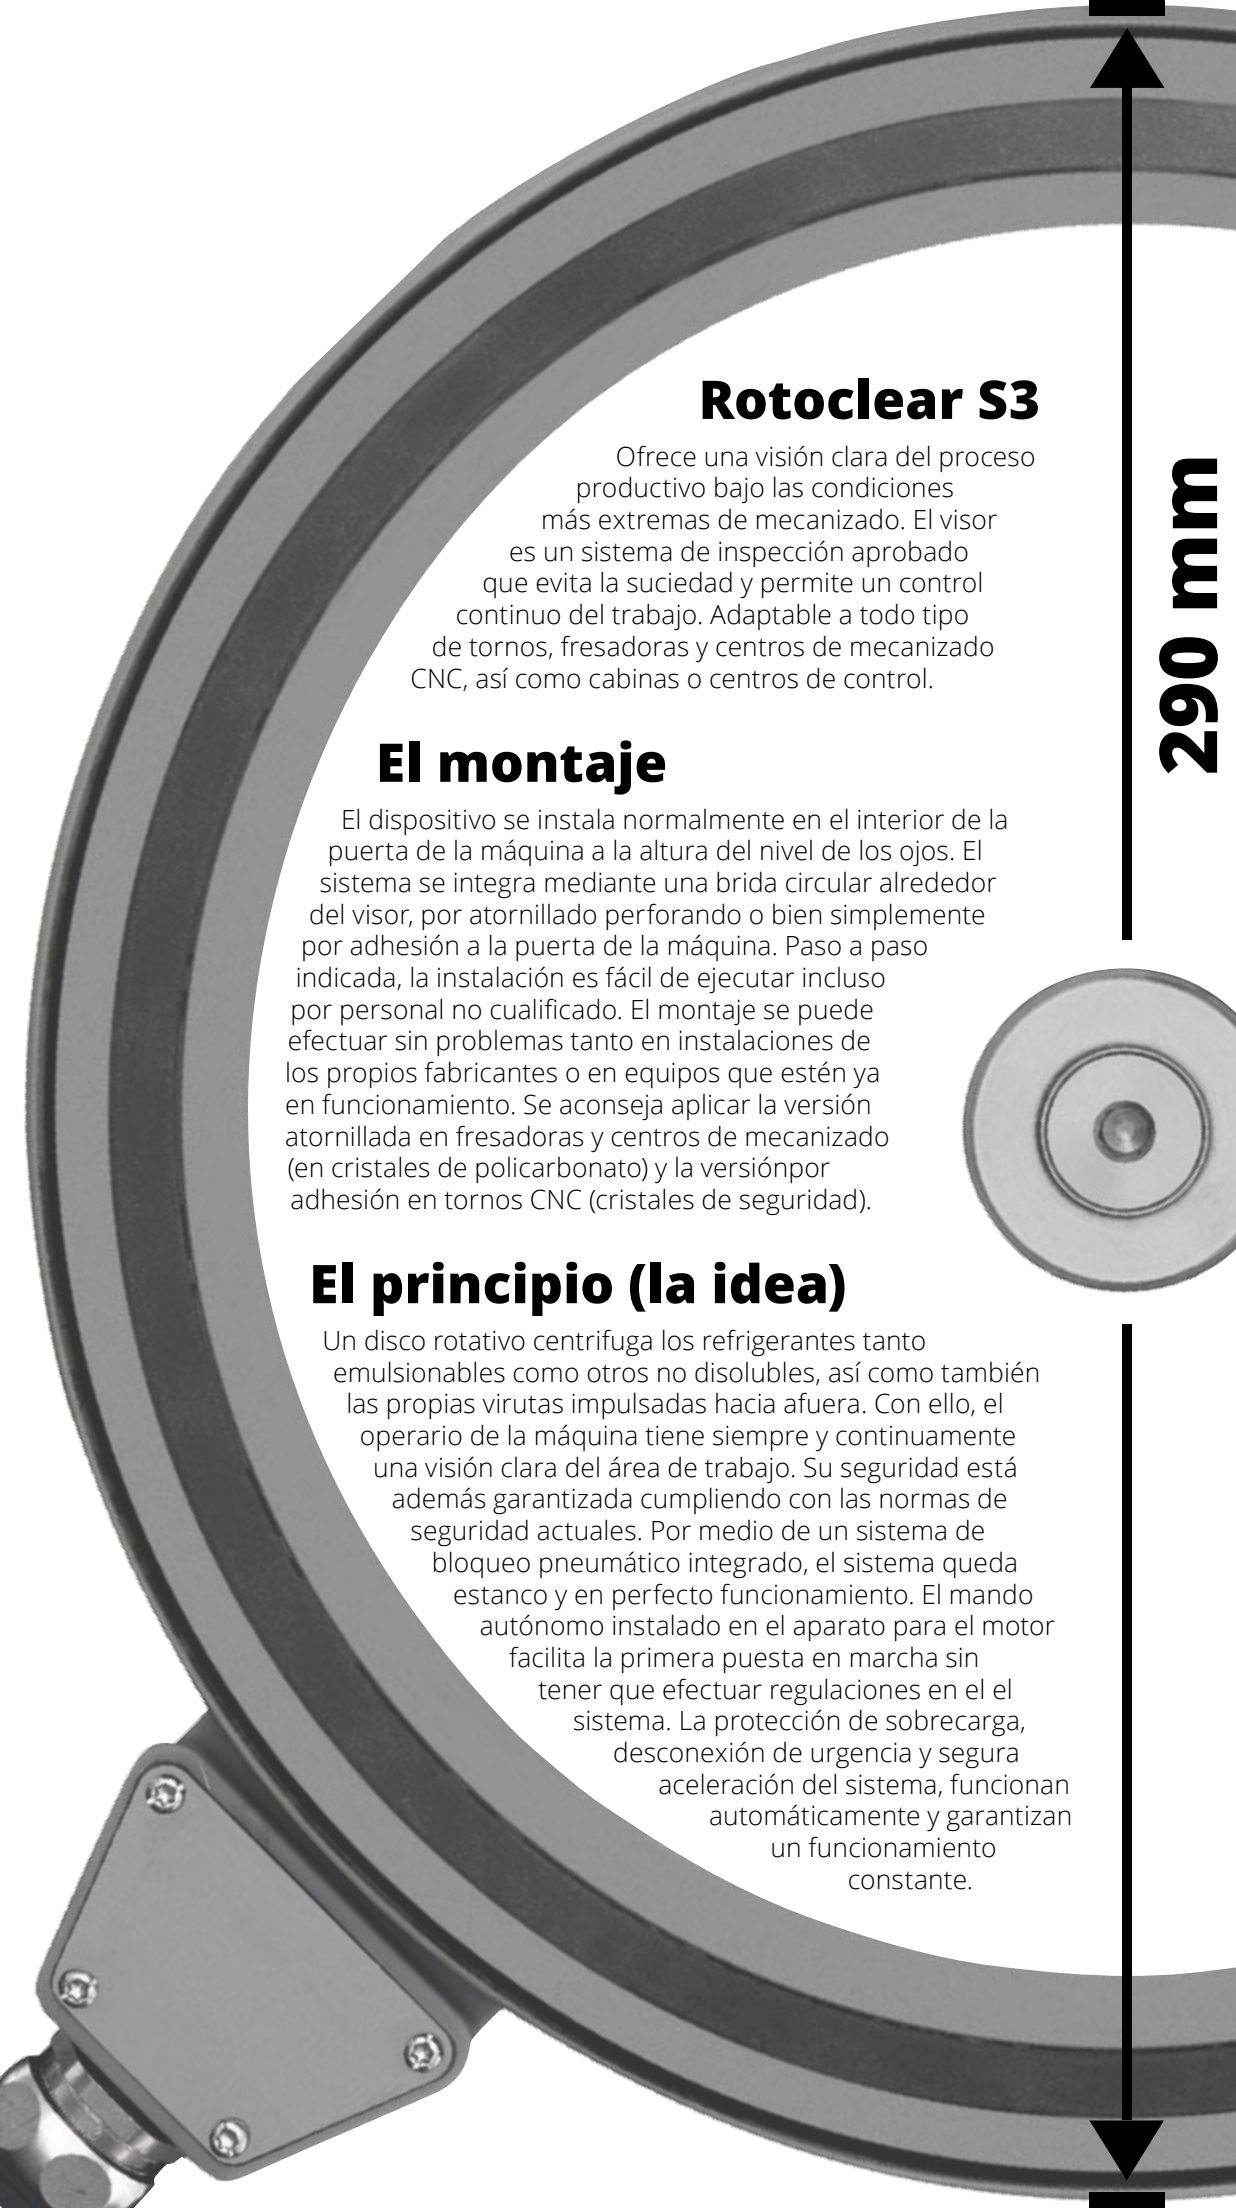 Rotoclear S3
Ofrece una visión clara del proceso
productivo bajo las condiciones
más extremas de mecanizado. El visor
es un sistema de inspección aprobado
que evita la suciedad y permite un control
continuo del trabajo. Adaptable a todo tipo
de tornos, fresadoras y centros de mecanizado
CNC, así como cabinas o centros de control.
290 mm
El montaje
El dispositivo se instala normalmente en el interior de la
puerta de la máquina a la altura del nivel de los ojos. El
sistema se integra mediante una brida circular alrededor
del visor, por atornillado perforando o bien simplemente
por adhesión a la puerta de la máquina. Paso a paso
indicada, la instalación es fácil de ejecutar incluso
por personal no cualificado. El montaje se puede
efectuar sin problemas tanto en instalaciones de
los propios fabricantes o en equipos que estén ya
en funcionamiento. Se aconseja aplicar la versión
atornillada en fresadoras y centros de mecanizado
(en cristales de policarbonato) y la versiónpor
adhesión en tornos CNC (cristales de seguridad).
El principio (la idea)
Un disco rotativo centrifuga los refrigerantes tanto
emulsionables como otros no disolubles, así como también
las propias virutas impulsadas hacia afuera. Con ello, el
operario de la máquina tiene siempre y continuamente
una visión clara del área de trabajo. Su seguridad está
además garantizada cumpliendo con las normas de
seguridad actuales. Por medio de un sistema de
bloqueo pneumático integrado, el sistema queda
estanco y en perfecto funcionamiento. El mando
autónomo instalado en el aparato para el motor
facilita la primera puesta en marcha sin
tener que efectuar regulaciones en el el
sistema. La protección de sobrecarga,
desconexión de urgencia y segura
aceleración del sistema, funcionan
automáticamente y garantizan
un funcionamiento
constante.